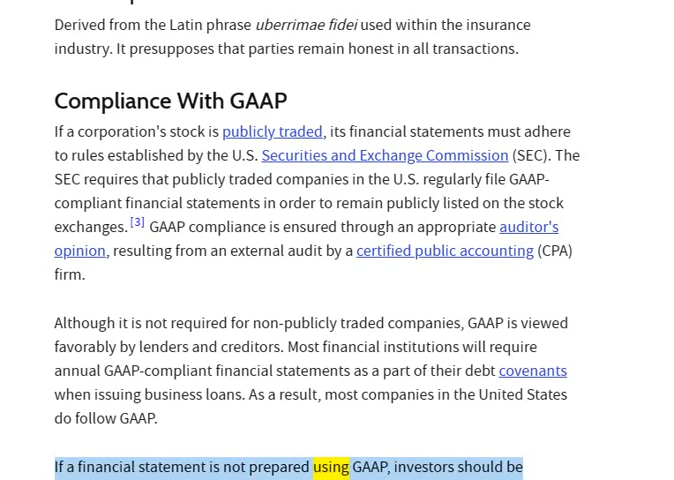 Derived from the Latin phrase uberrimae fidei used within the insurance
industry. It presupposes that parties remain honest in all transactions.
Compliance With GAAP
If a corporation's stock is publicly traded, its financial statements must adhere
to rules established by the U.S. Securities and Exchange Commission (SEC). The
SEC requires that publicly traded companies in the U.S. regularly file GAAP-
compliant financial statements in order to remain publicly listed on the stock
exchanges.[3] GAAP compliance is ensured through an appropriate auditor's
opinion, resulting from an external audit by a certified public accounting (CPA)
firm.
Although it is not required for non-publicly traded companies, GAAP is viewed
favorably by lenders and creditors. Most financial institutions will require
annual GAAP-compliant financial statements as a part of their debt covenants
when issuing business loans. As a result, most companies in the United States
do follow GAAP.
If a financial statement is not prepared using GAAP, investors should be